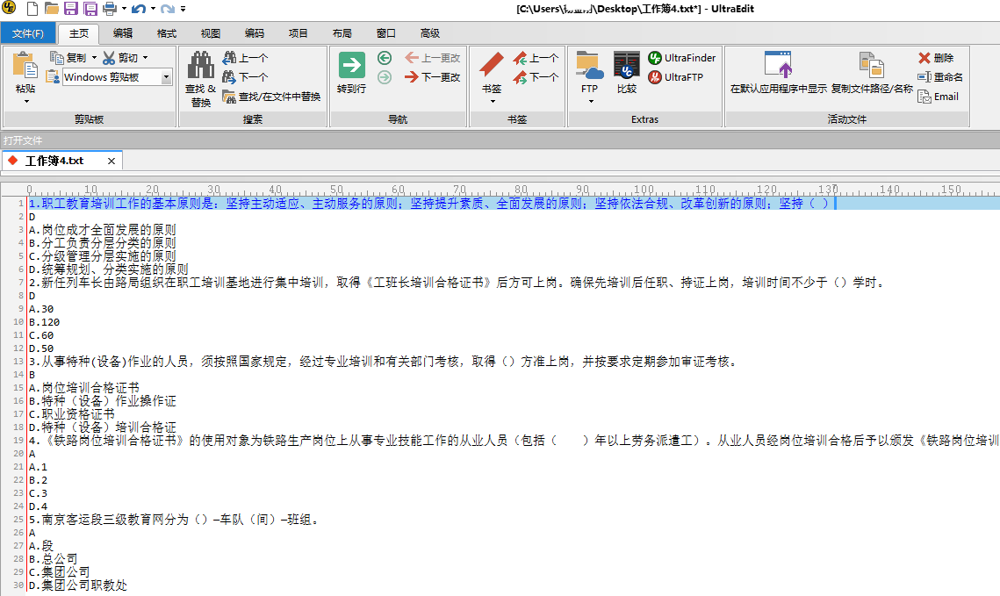 [C:\Users\ \Desktop\工作簿4.txt*] - UltraEdit
文件(F) 主页 编辑 格式 视图 编码 项目 布局 窗口 高级
粘贴 复制 剪切
Windows 剪贴板
剪贴板
查找 & 替换
上一个
下一个
查找/在文件中替换
搜索
转到行
上一更改
下一更改
导航
书签
上一个
下一个
书签
FTP
比较
UltraFinder
UltraFTP
Extras
在默认应用程序中显示
复制文件路径/名称
删除
重命名
Email
活动文件
打开文件
工作簿4.txt
0 10 20 30 40 50 60 70 80 90 100 110 120 130 140 150
1 1.职工教育培训工作的基本原则是：坚持主动适应、主动服务的原则；坚持提升素质、全面发展的原则；坚持依法合规、改革创新的原则；坚持（ ）
2 D
3 A.岗位成才全面发展的原则
4 B.分工负责分层分类的原则
5 C.分级管理分层实施的原则
6 D.统筹规划、分类实施的原则
7 2.新任列车长由路局组织在职工培训基地进行集中培训，取得《工班长培训合格证书》后方可上岗。确保先培训后任职、持证上岗，培训时间不少于（）学时。
8 D
9 A.30
10 B.120
11 C.60
12 D.50
13 3.从事特种(设备)作业的人员，须按照国家规定，经过专业培训和有关部门考核，取得（）方准上岗，并按要求定期参加审证考核。
14 B
15 A.岗位培训合格证书
16 B.特种（设备）作业操作证
17 C.职业资格证书
18 D.特种（设备）培训合格证
19 4.《铁路岗位培训合格证书》的使用对象为铁路生产岗位上从事专业技能工作的从业人员（包括（　　）年以上劳务派遣工）。从业人员经岗位培训合格后予以颁发《铁路岗位培训
20 A
21 A.1
22 B.2
23 C.3
24 D.4
25 5.南京客运段三级教育网分为（）—车队（间）—班组。
26 A
27 A.段
28 B.总公司
29 C.集团公司
30 D.集团公司职教处